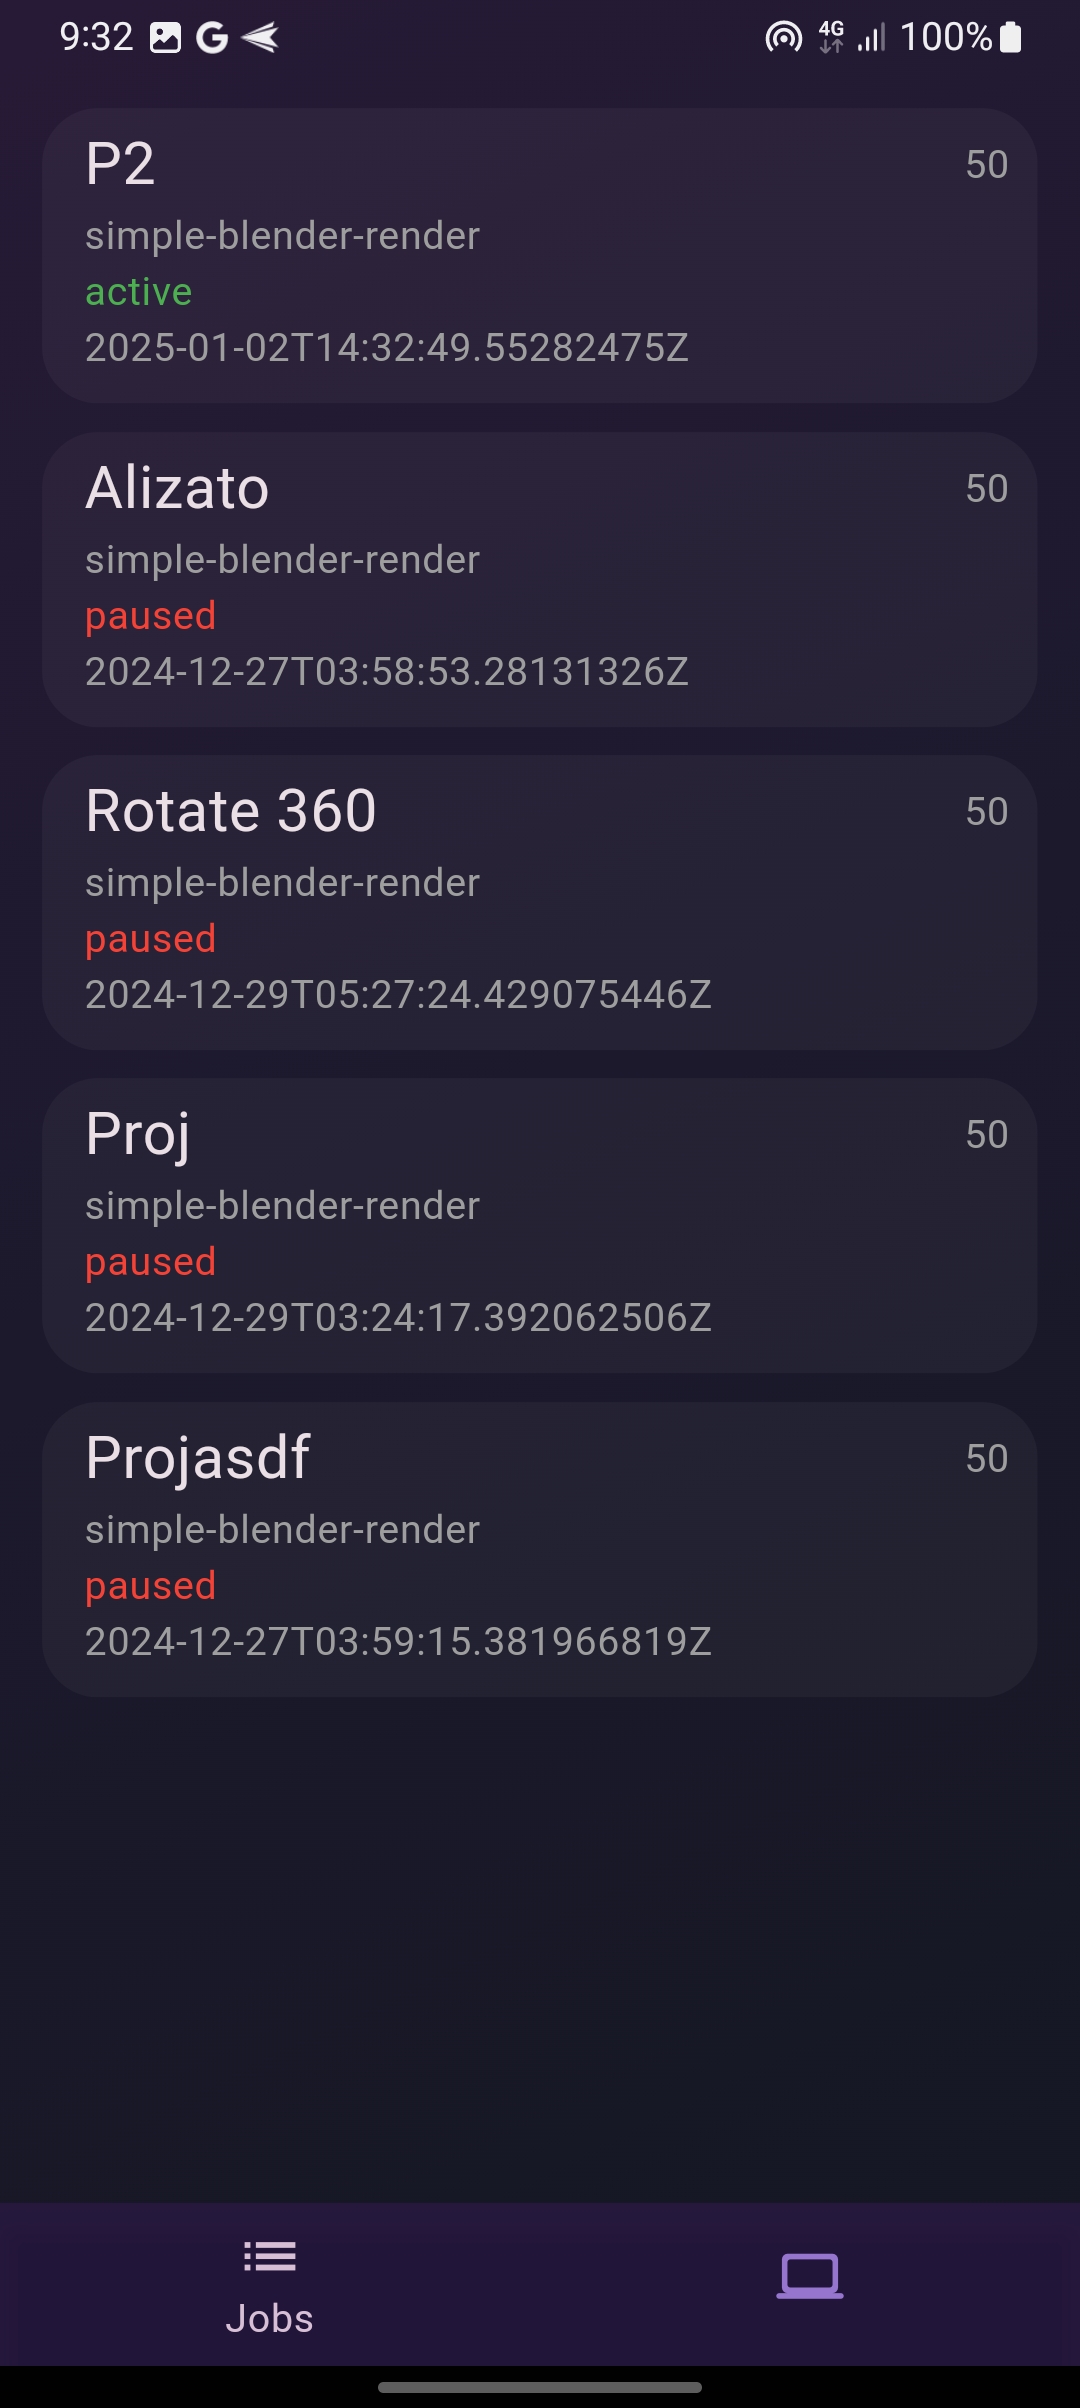 9:32 G 4G 100%
P2 50
simple-blender-render
active
2025-01-02T14:32:49.55282475Z
Alizato 50
simple-blender-render
paused
2024-12-27T03:58:53.28131326Z
Rotate 360 50
simple-blender-render
paused
2024-12-29T05:27:24.429075446Z
Proj 50
simple-blender-render
paused
2024-12-29T03:24:17.392062506Z
Projasdf 50
simple-blender-render
paused
2024-12-27T03:59:15.381966819Z
Jobs